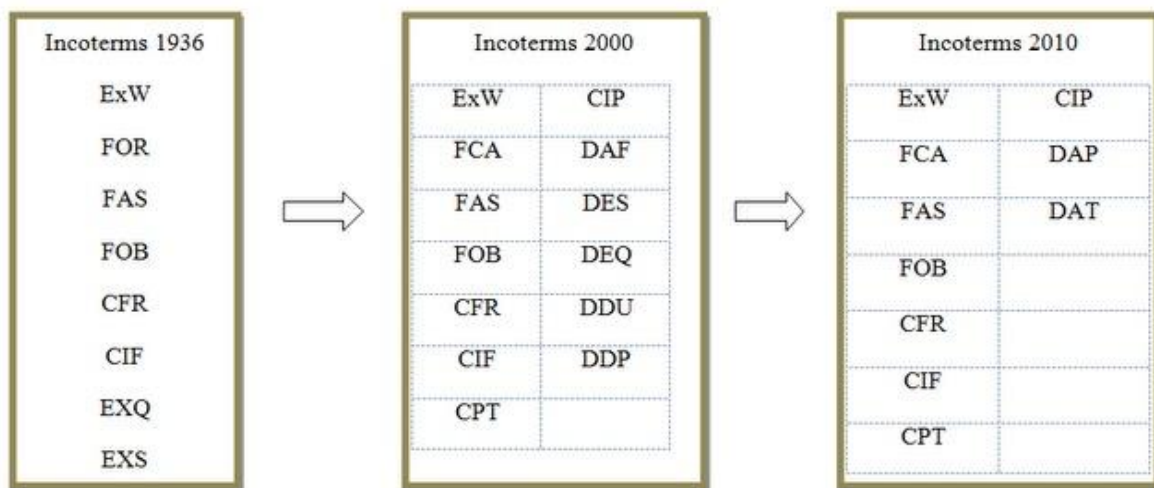 Incoterms 1936
ExW
FOR
FAS
FOB
CFR
CIF
EXQ
EXS
Incoterms 2000
ExW CIP
FCA DAF
FAS DES
FOB DEQ
CFR DDU
CIF DDP
CPT
Incoterms 2010
ExW CIP
FCA DAP
FAS DAT
FOB
CFR
CIF
CPT